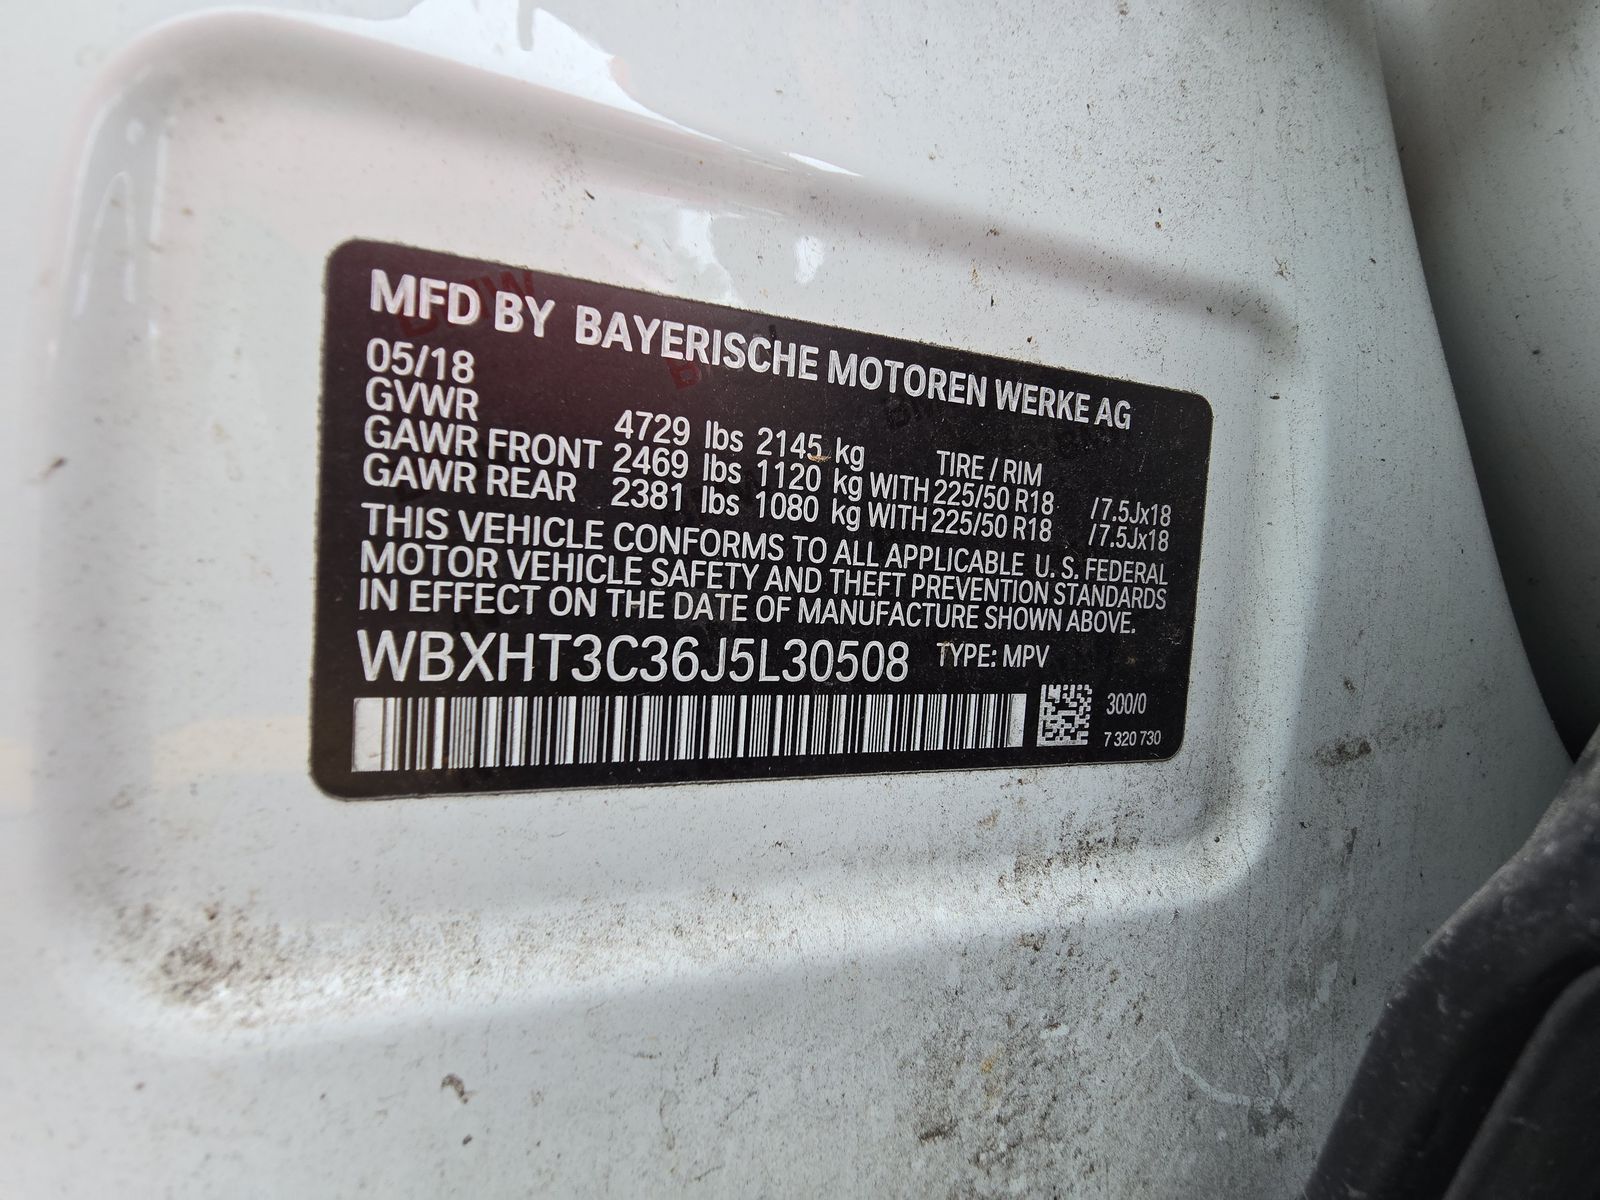 MFD BY BAYERISCHE MOTOREN WERKE AG
05/18
GVWR 4729 lbs 2145 kg TIRE / RIM
GAWR FRONT 2469 lbs 1120 kg WITH 225/50 R18 /7.5Jx18
GAWR REAR 2381 lbs 1080 kg WITH 225/50 R18 /7.5Jx18
THIS VEHICLE CONFORMS TO ALL APPLICABLE U. S. FEDERAL
MOTOR VEHICLE SAFETY AND THEFT PREVENTION STANDARDS
IN EFFECT ON THE DATE OF MANUFACTURE SHOWN ABOVE.
WBXHT3C36J5L30508 TYPE: MPV
300/0
7 320 730